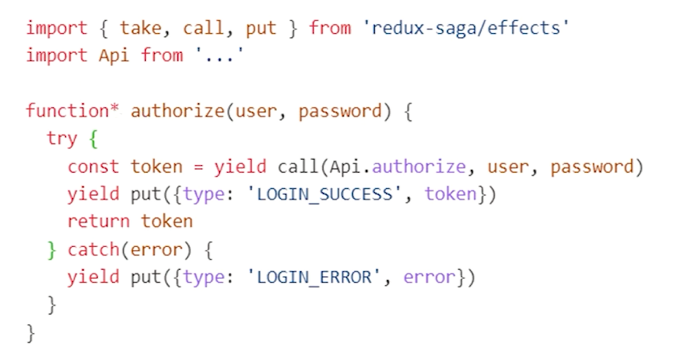 import { take, call, put } from 'redux-saga/effects'
import Api from '...'

function* authorize(user, password) {
  try {
    const token = yield call(Api.authorize, user, password)
    yield put({type: 'LOGIN_SUCCESS', token})
    return token
  } catch(error) {
    yield put({type: 'LOGIN_ERROR', error})
  }
}